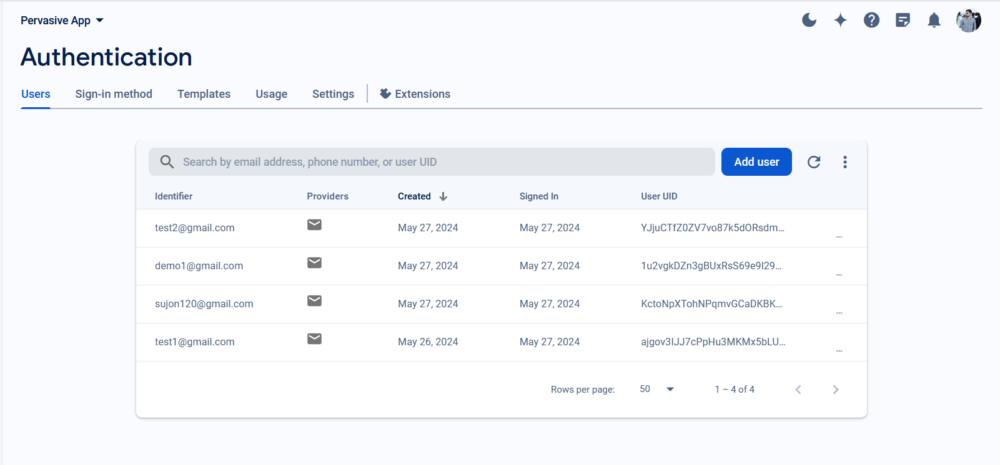 Pervasive App
Authentication
Users Sign-in method Templates Usage Settings Extensions
Search by email address, phone number, or user UID Add user
Identifier Providers Created Signed In User UID
test2@gmail.com May 27, 2024 May 27, 2024 YJjuCTfZ0ZV7vo87k5dORsdm...
demo1@gmail.com May 27, 2024 May 27, 2024 1u2vgkDZn3gBUxRsS69e9I29...
sujon120@gmail.com May 27, 2024 May 27, 2024 KctoNpXTohNPqmvGCaDKBK...
test1@gmail.com May 26, 2024 May 27, 2024 ajgov3IJJ7cPpHu3MKMx5bLU...
Rows per page: 50 1 – 4 of 4